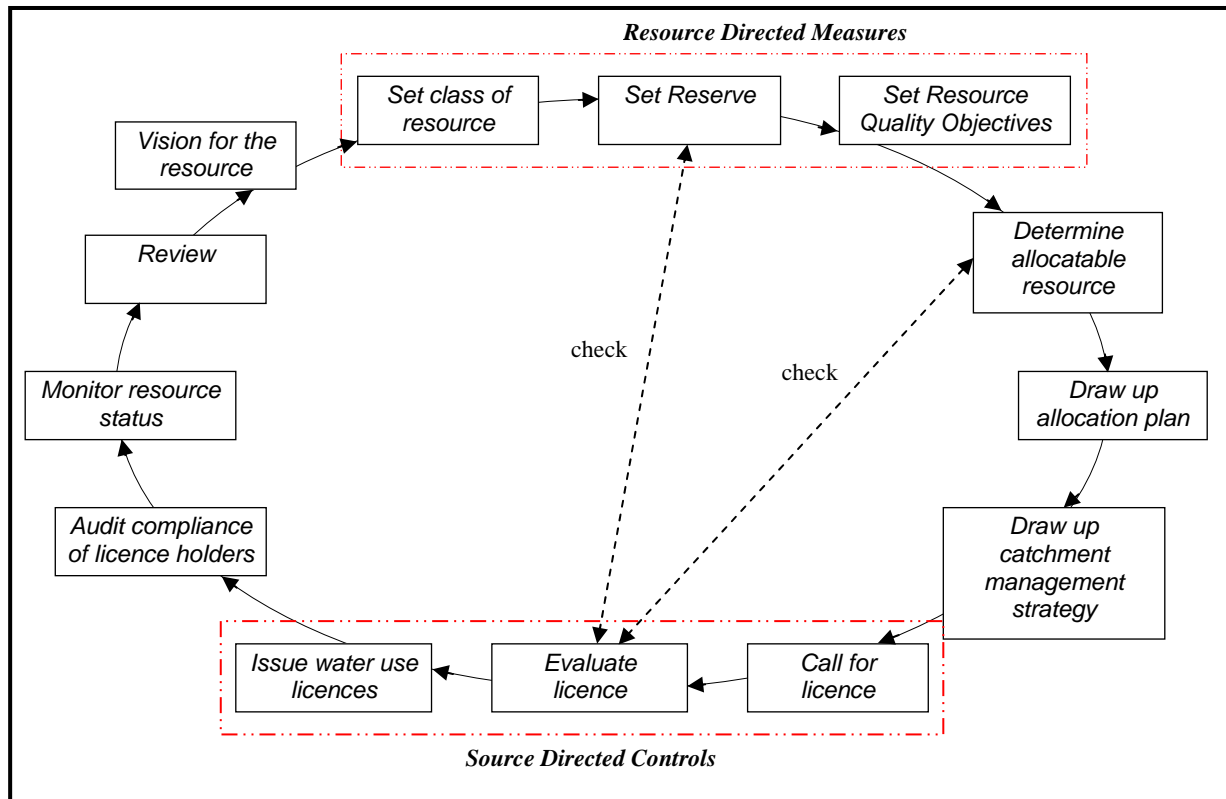 Resource Directed Measures
Set class of
resource
Set Reserve
Set Resource
Quality Objectives
Vision for the
resource
Review
Determine
allocatable
resource
check
check
Monitor resource
status
Draw up
allocation plan
Audit compliance
of licence holders
Draw up
catchment
management
strategy
Issue water use
licences
Evaluate
licence
Call for
licence
Source Directed Controls